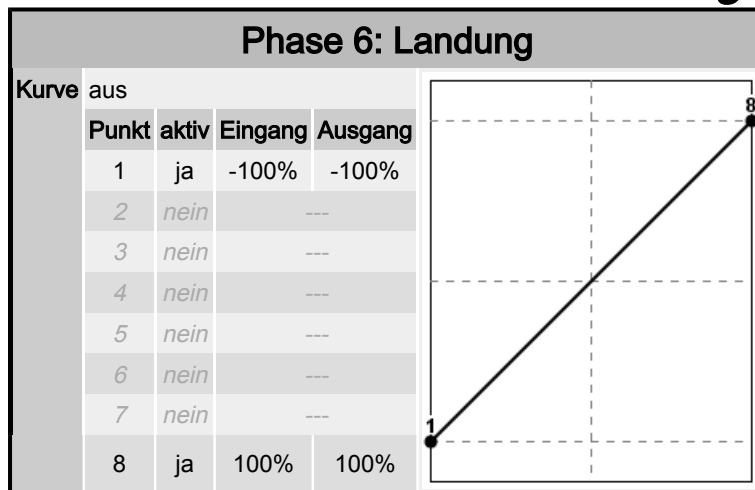 Phase 6: Landung
Kurve aus
Punkt aktiv Eingang Ausgang
1 ja -100% -100%
2 nein ---
3 nein ---
4 nein ---
5 nein ---
6 nein ---
7 nein ---
8 ja 100% 100%
8
1